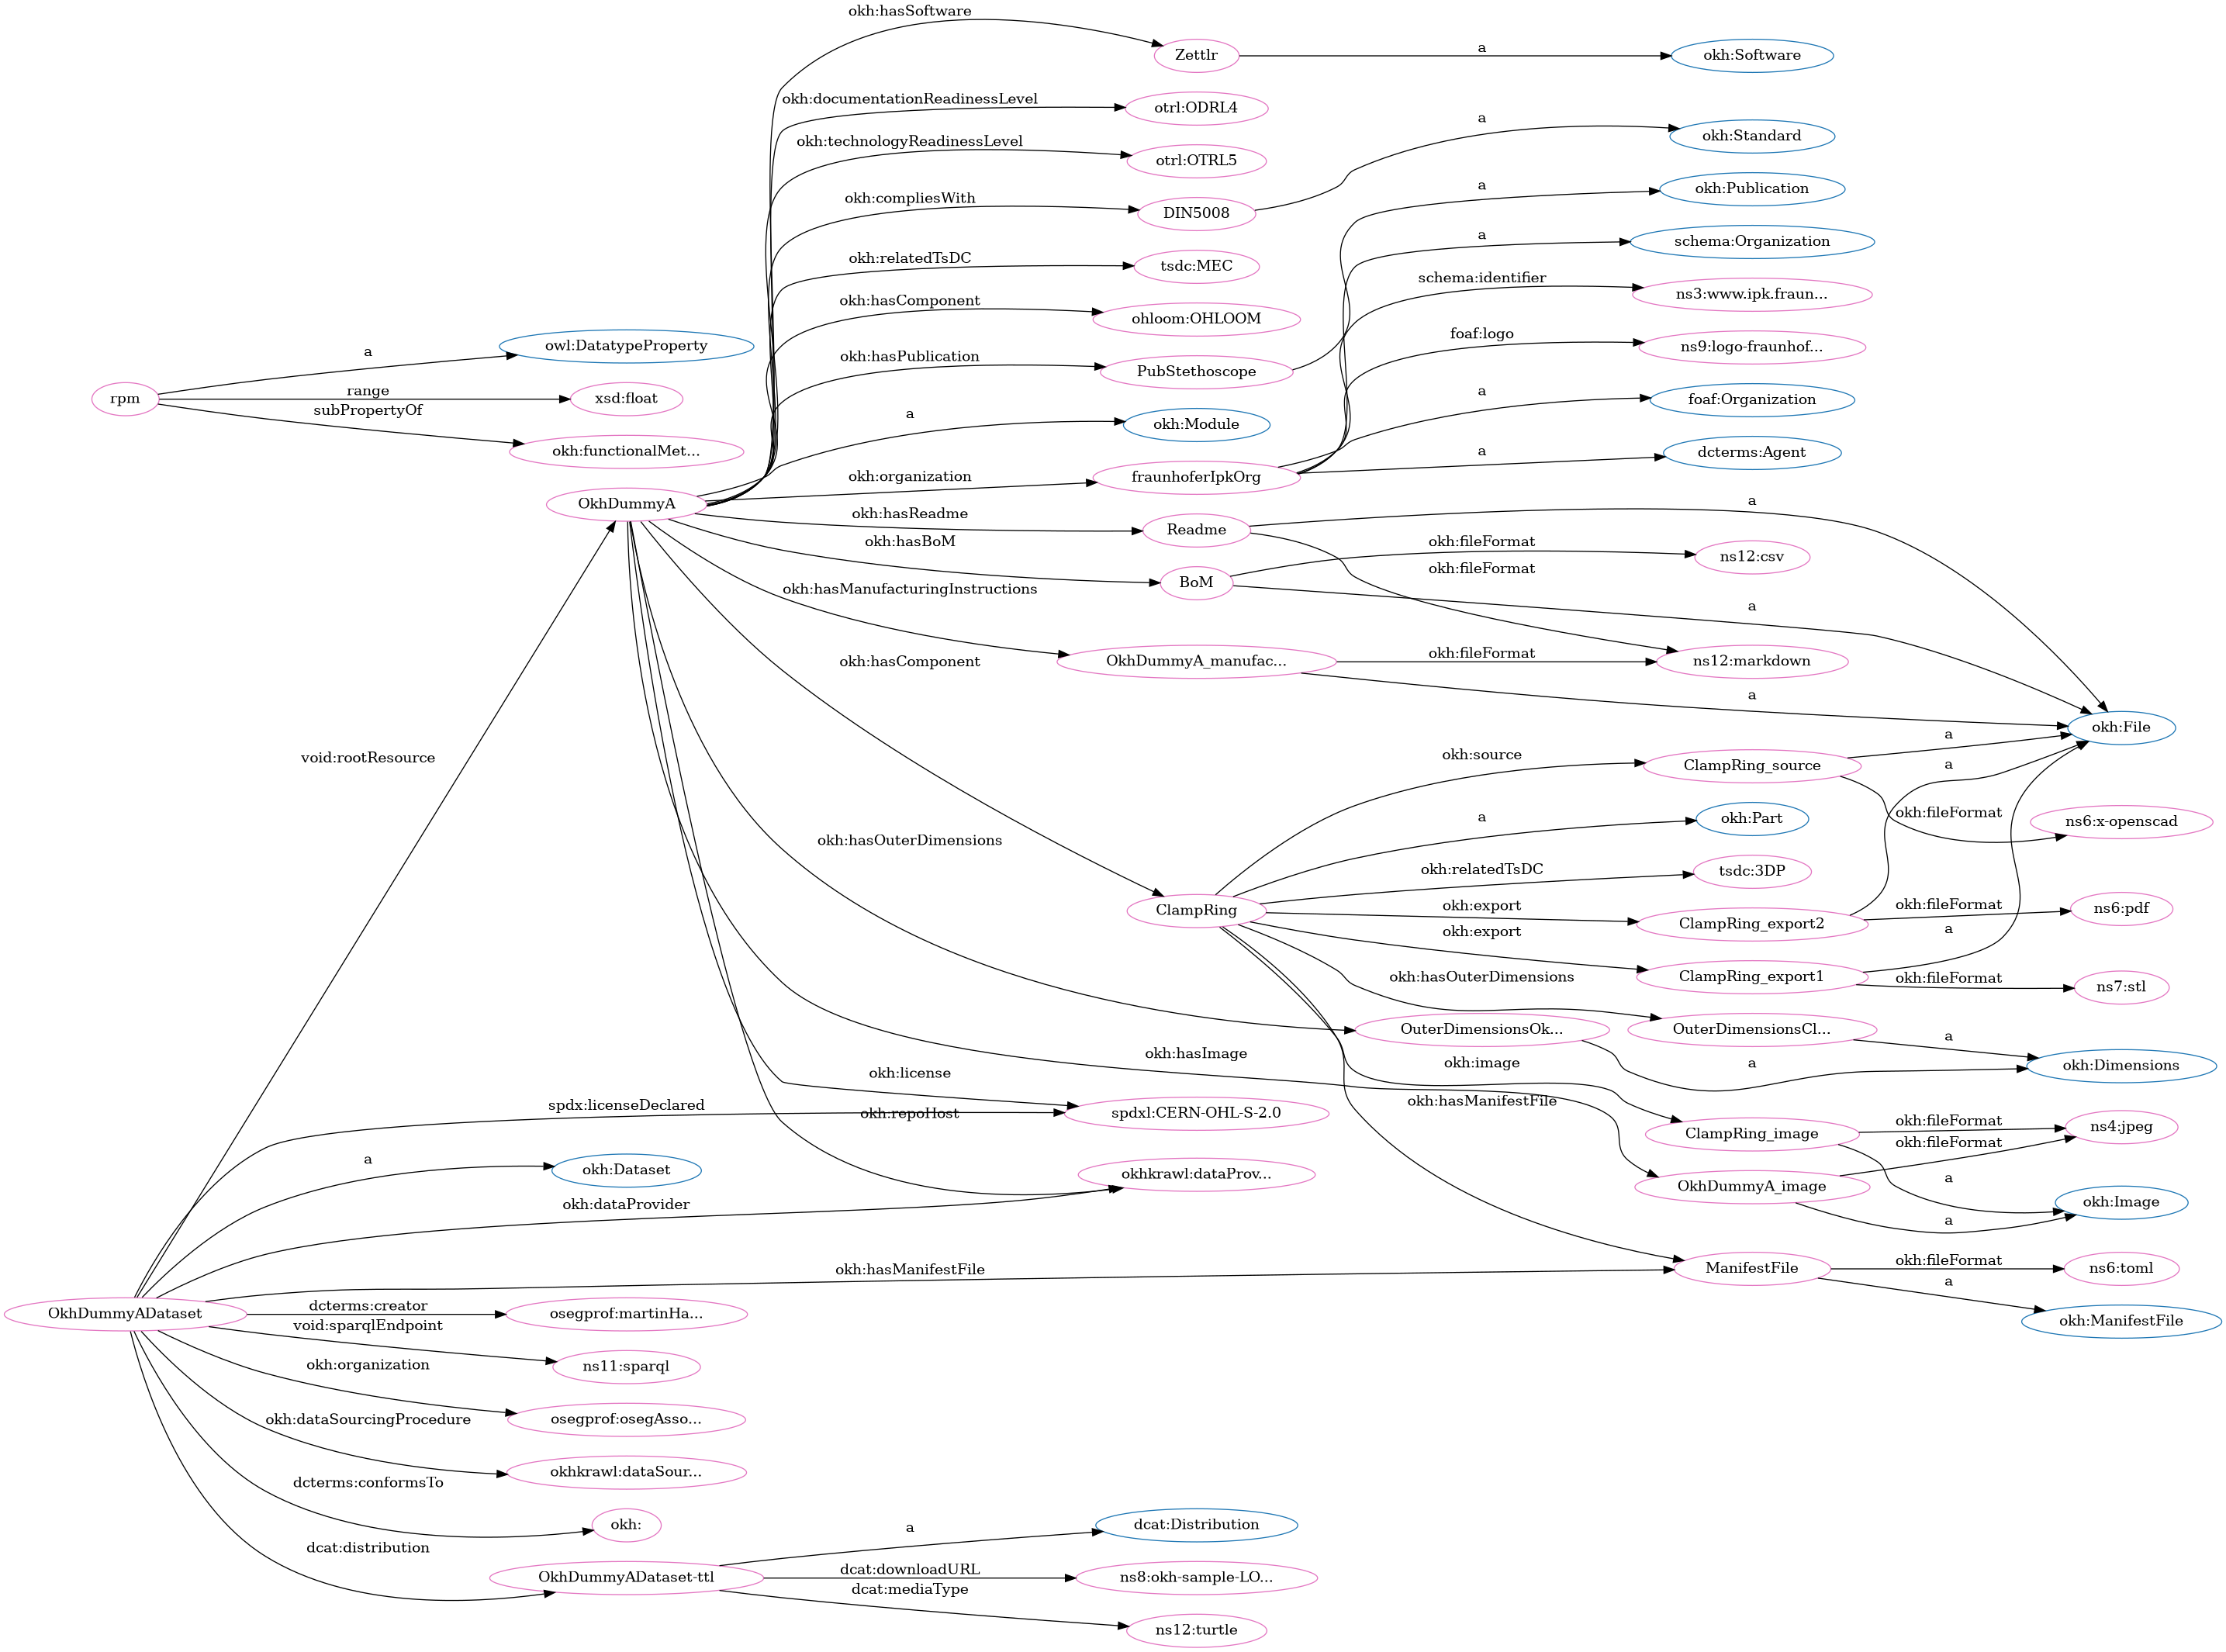 okh:hasSoftware
Zettlr
a
okh:Software
okh:documentationReadinessLevel
otrl:ODRL4
a
okh:Standard
okh:technologyReadinessLevel
otrl:OTRL5
a
okh:Publication
okh:compliesWith
DIN5008
a
schema:Organization
okh:relatedTsDC
tsdc:MEC
schema:identifier
ns3:www.ipk.fraun...
okh:hasComponent
ohloom:OHLOOM
foaf:logo
ns9:logo-fraunhof...
a
owl:DatatypeProperty
okh:hasPublication
PubStethoscope
rpm
range
xsd:float
a
foaf:Organization
subPropertyOf
okh:functionalMet...
a
okh:Module
a
dcterms:Agent
OkhDummyA
okh:organization
fraunhoferIpkOrg
okh:hasReadme
Readme
a
okh:hasBoM
BoM
okh:fileFormat
ns12:csv
okh:fileFormat
okh:hasManufacturingInstructions
a
okh:hasComponent
OkhDummyA_manufac...
okh:fileFormat
ns12:markdown
a
okh:File
void:rootResource
okh:source
ClampRing_source
a
a
okh:hasOuterDimensions
a
okh:Part
okh:fileFormat
ns6:x-openscad
okh:relatedTsDC
tsdc:3DP
ClampRing
okh:export
ClampRing_export2
okh:fileFormat
ns6:pdf
okh:export
a
ClampRing_export1
okh:hasOuterDimensions
okh:fileFormat
ns7:stl
OuterDimensionsOk...
OuterDimensionsCl...
a
okh:hasImage
okh:image
a
okh:Dimensions
okh:license
spdx:licenseDeclared
okh:repoHost
spdxl:CERN-OHL-S-2.0
okh:hasManifestFile
ClampRing_image
okh:fileFormat
ns4:jpeg
okh:fileFormat
a
okh:Dataset
okhkrawl:dataProv...
OkhDummyA_image
a
okh:Image
a
okh:dataProvider
okh:hasManifestFile
ManifestFile
okh:fileFormat
ns6:toml
a
okh:ManifestFile
OkhDummyADataset
dcterms:creator
osegprof:martinHa...
void:sparqlEndpoint
ns11:sparql
okh:organization
osegprof:osegAsso...
okh:dataSourcingProcedure
okhkrawl:dataSour...
dcterms:conformsTo
okh:
dcat:distribution
OkhDummyADataset-ttl
a
dcat:Distribution
dcat:downloadURL
ns8:okh-sample-LO...
dcat:mediaType
ns12:turtle